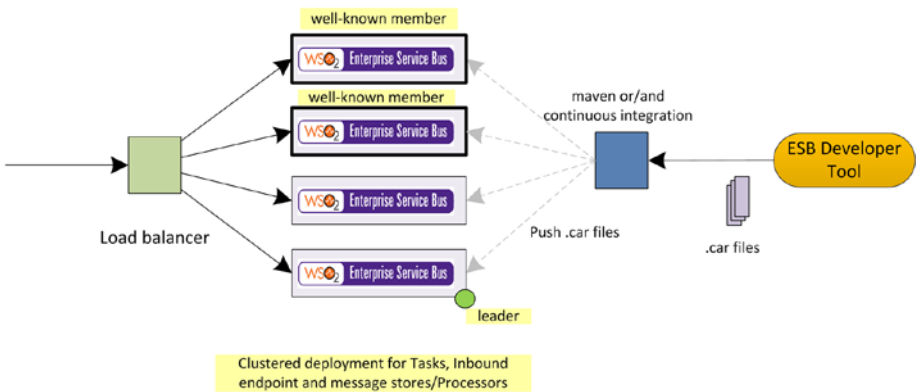 well-known member
WSO2 Enterprise Service Bus
well-known member
WSO2 Enterprise Service Bus
WSO2 Enterprise Service Bus
WSO2 Enterprise Service Bus
leader
Load balancer
maven or/and
continuous integration
Push .car files
ESB Developer
Tool
.car files
Clustered deployment for Tasks, Inbound
endpoint and message stores/Processors